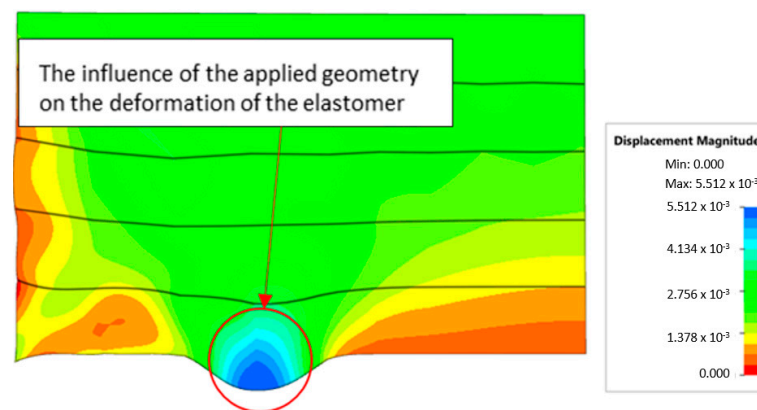 The influence of the applied geometry
on the deformation of the elastomer
Displacement Magnitude
Min: 0.000
Max: 5.512 x 10⁻³
5.512 x 10⁻³
4.134 x 10⁻³
2.756 x 10⁻³
1.378 x 10⁻³
0.000